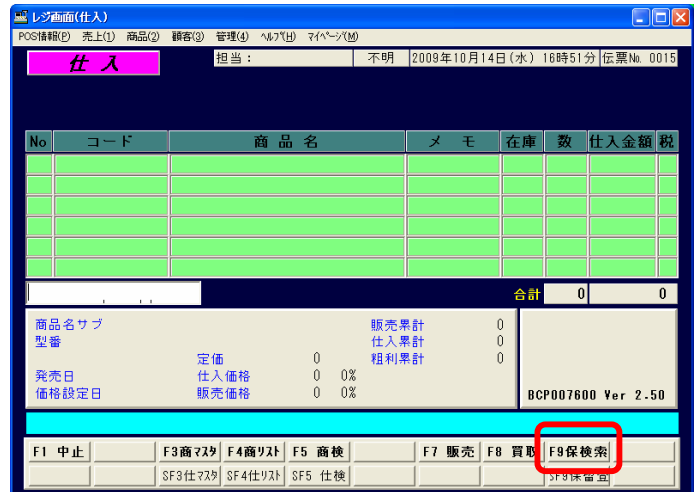 レジ画面(仕入)
POS情報(P) 売上(1) 商品(2) 顧客(3) 管理(4) ﾍﾙﾌﾟ(H) ﾏｲﾍﾟｰｼﾞ(M)
仕 入 担当： 不明 2009年10月14日(水) 16時51分 伝票No. 0015
No コード 商 品 名 メ モ 在庫 数 仕入金額 税
合計 0 0
商品名サブ 販売累計 0
型番 仕入累計 0
定価 0 粗利累計 0
発売日 仕入価格 0 0%
価格設定日 販売価格 0 0% BCP007600 Ver 2.50
F1 中止 F3商ﾏｽﾀ F4商ﾘｽﾄ F5 商検 F7 販売 F8 買取 F9保検索
SF3仕ﾏｽﾀ SF4仕ﾘｽﾄ SF5 仕検 SF9保留登